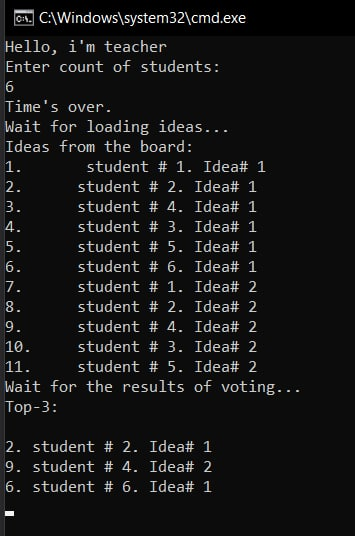 C:\Windows\system32\cmd.exe
Hello, i'm teacher
Enter count of students:
6
Time's over.
Wait for loading ideas...
Ideas from the board:
1. student # 1. Idea# 1
2. student # 2. Idea# 1
3. student # 4. Idea# 1
4. student # 3. Idea# 1
5. student # 5. Idea# 1
6. student # 6. Idea# 1
7. student # 1. Idea# 2
8. student # 2. Idea# 2
9. student # 4. Idea# 2
10. student # 3. Idea# 2
11. student # 5. Idea# 2
Wait for the results of voting...
Top-3:
2. student # 2. Idea# 1
9. student # 4. Idea# 2
6. student # 6. Idea# 1